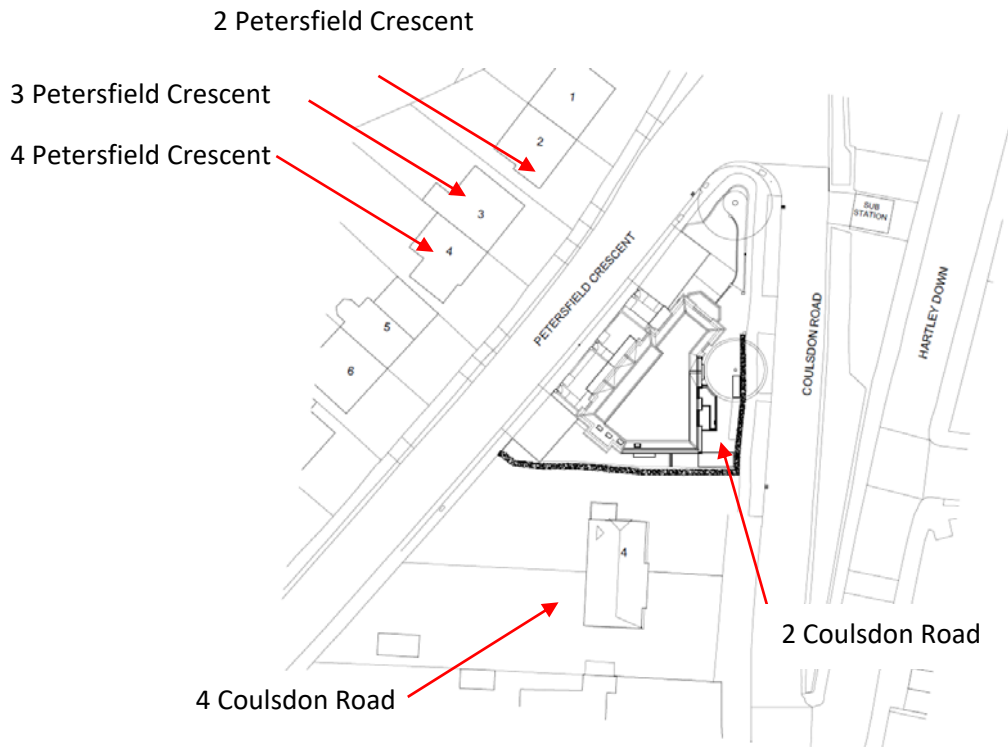 2 Petersfield Crescent
3 Petersfield Crescent
4 Petersfield Crescent
1
2
3
4
5
6
SUB
STATION
PETERSFIELD CRESCENT
COULSDON ROAD
HARTLEY DOWN
4
2 Coulsdon Road
4 Coulsdon Road